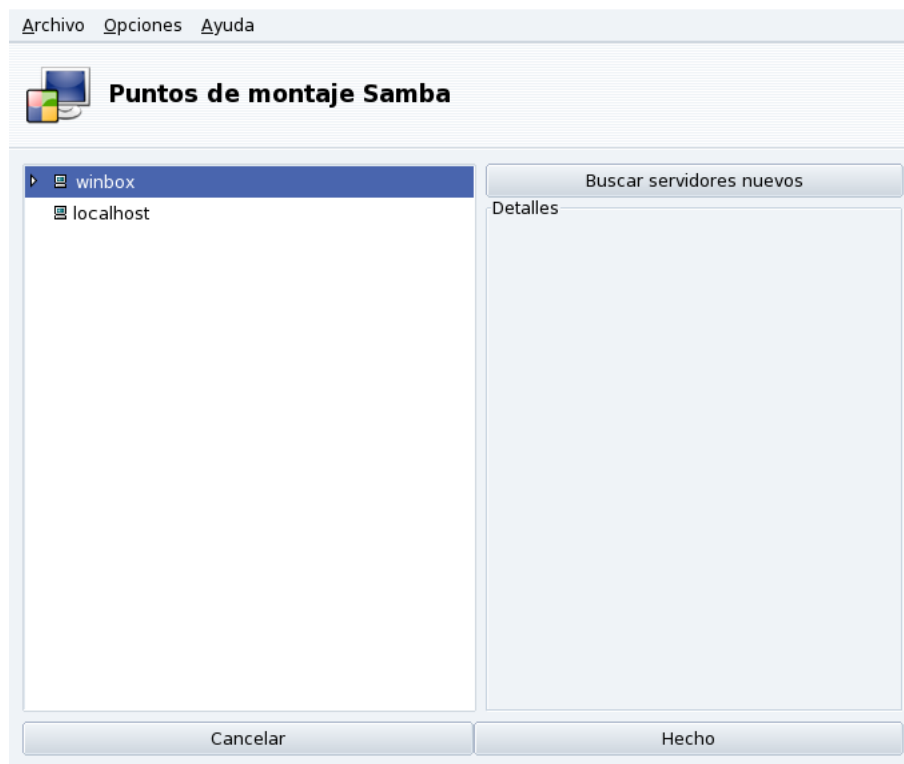 Archivo Opciones Ayuda
Puntos de montaje Samba
winbox
localhost
Buscar servidores nuevos
Detalles
Cancelar
Hecho